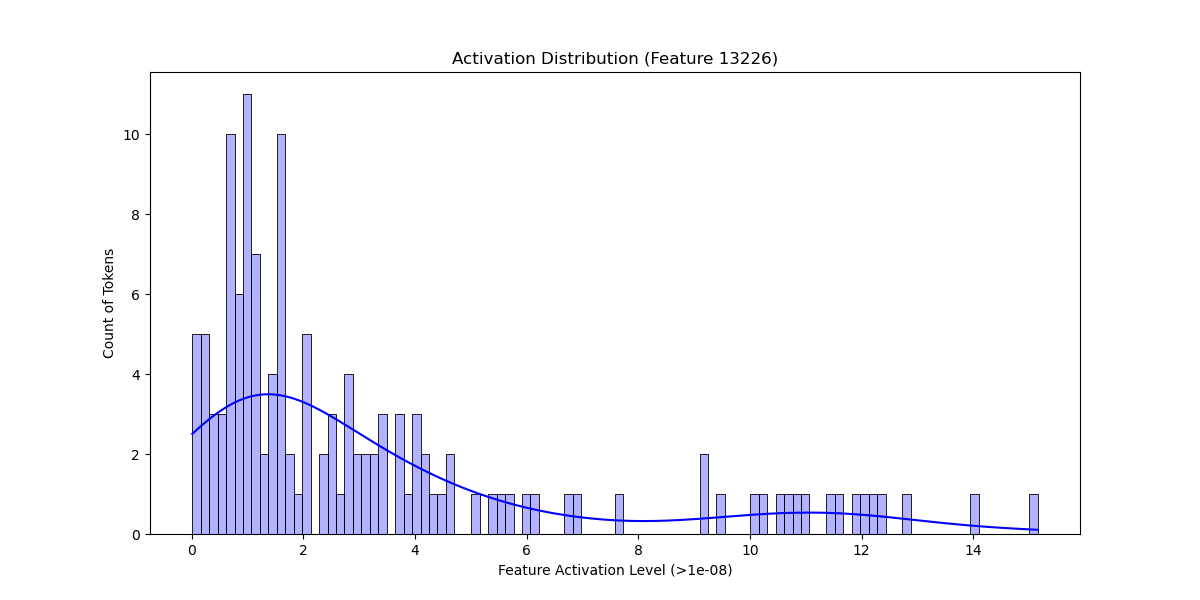 Activation Distribution (Feature 13226)
10
8
6
4
2
0
Count of Tokens
0 2 4 6 8 10 12 14
Feature Activation Level (>1e-08)